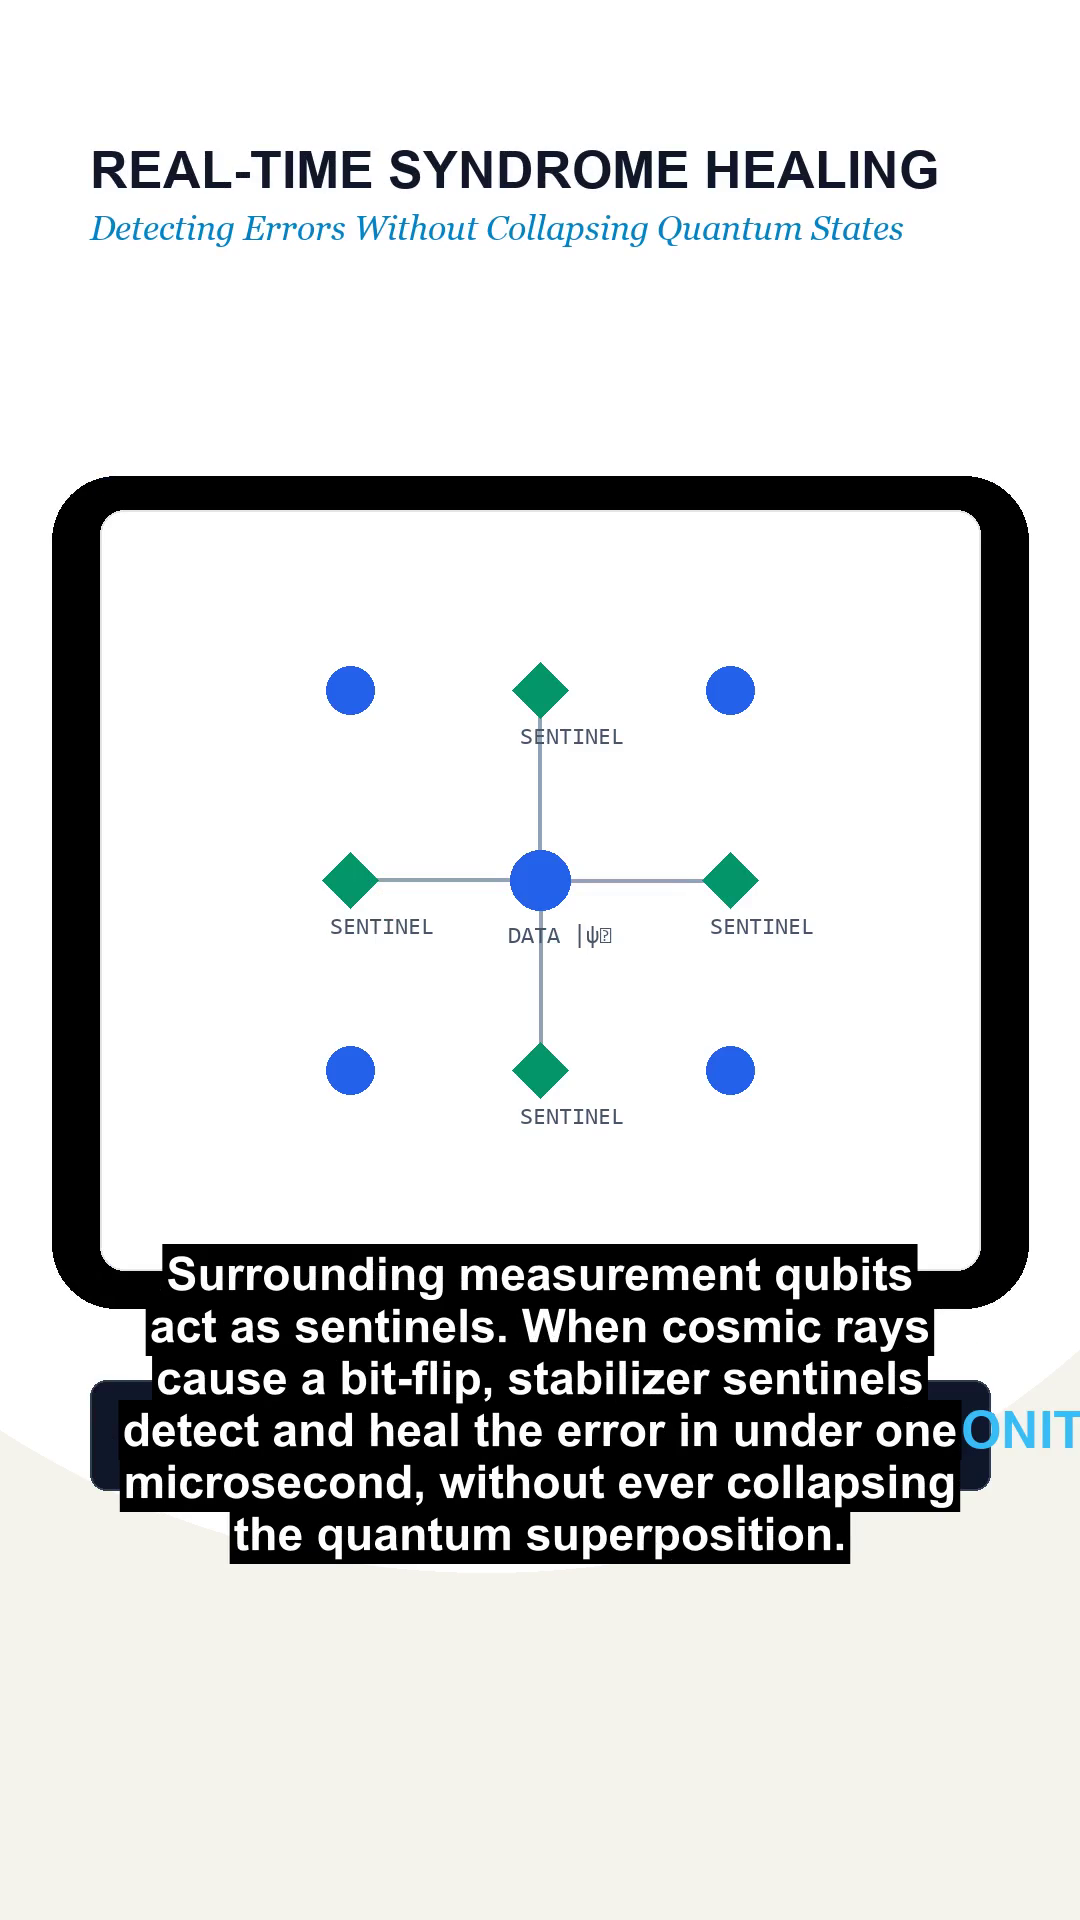 REAL-TIME SYNDROME HEALING
Detecting Errors Without Collapsing Quantum States
SENTINEL
SENTINEL
SENTINEL
DATA |ψ
SENTINEL
Surrounding measurement qubits
act as sentinels. When cosmic rays
cause a bit-flip, stabilizer sentinels
detect and heal the error in under one
ONIT
microsecond, without ever collapsing
the quantum superposition.